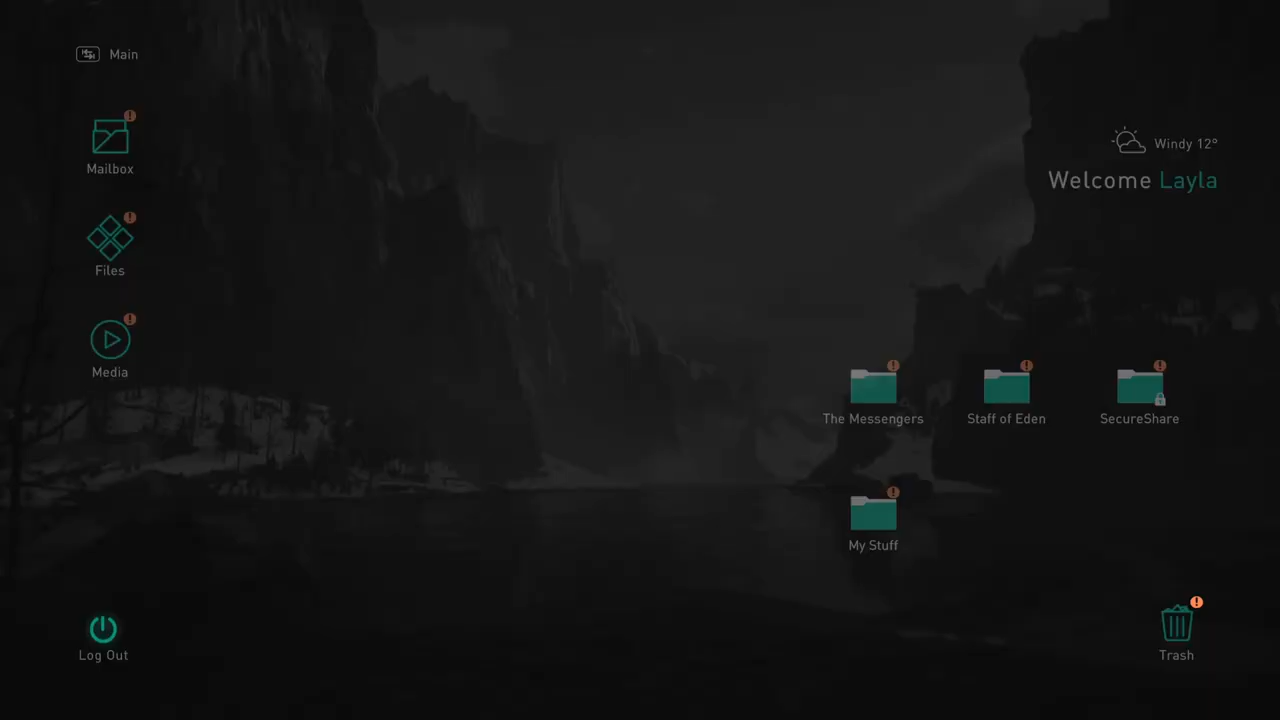 Main
Mailbox
Files
Media
Windy 12°
Welcome Layla
The Messengers
Staff of Eden
SecureShare
My Stuff
Log Out
Trash